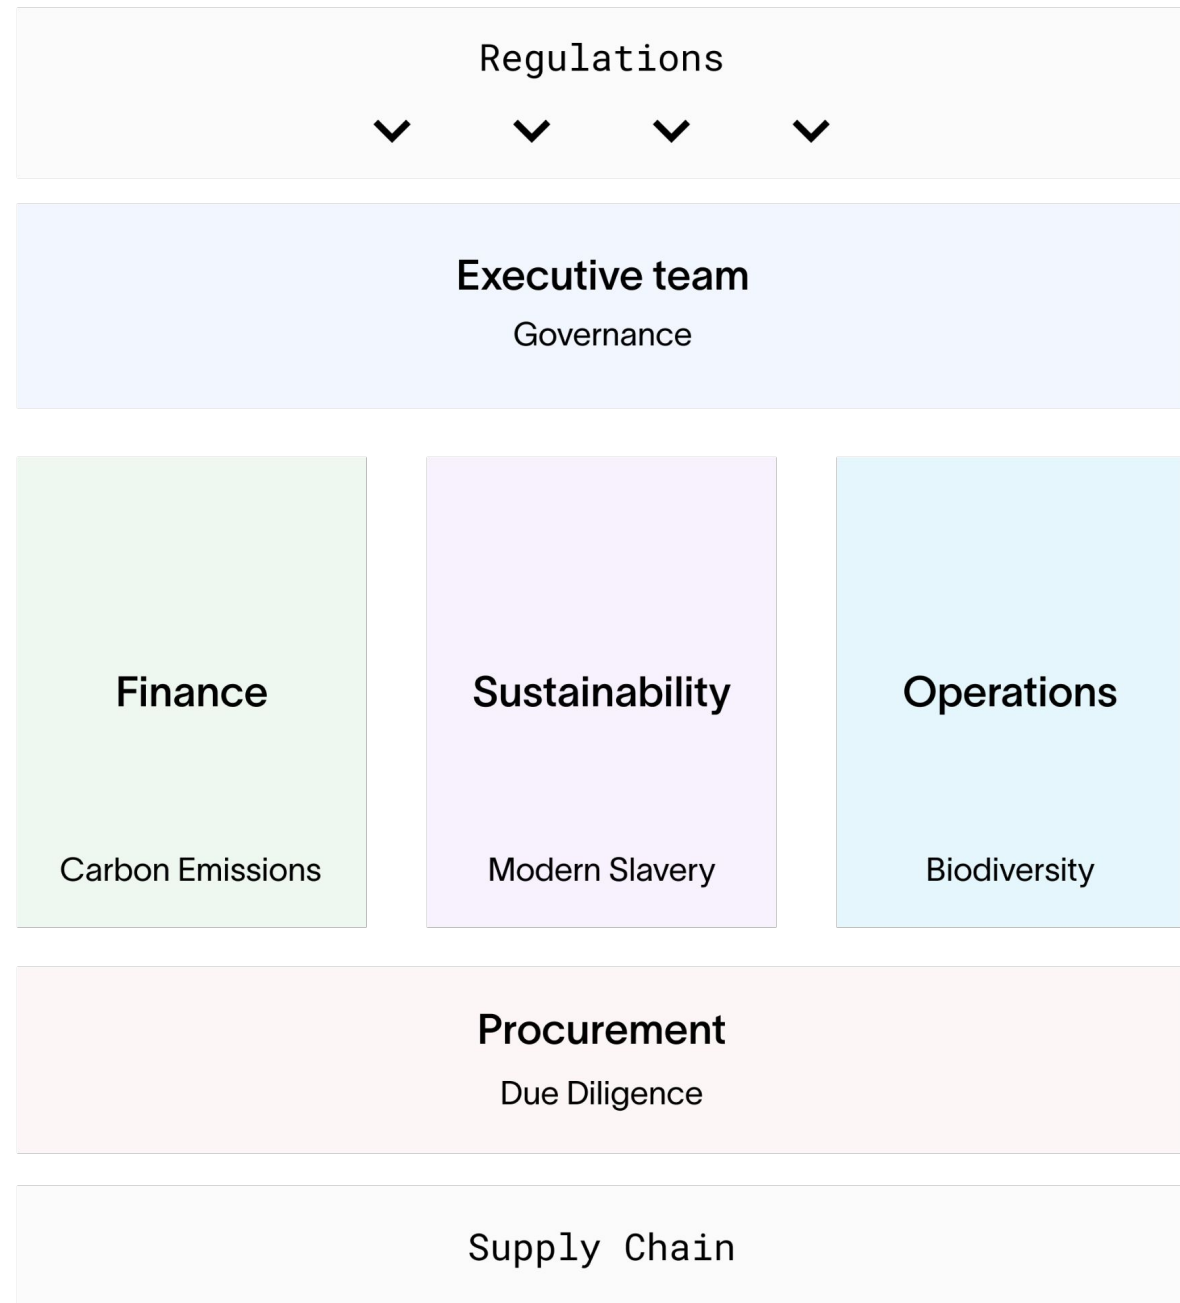 Regulations
Executive team
Governance
Finance
Sustainability
Operations
Carbon Emissions
Modern Slavery
Biodiversity
Procurement
Due Diligence
Supply Chain